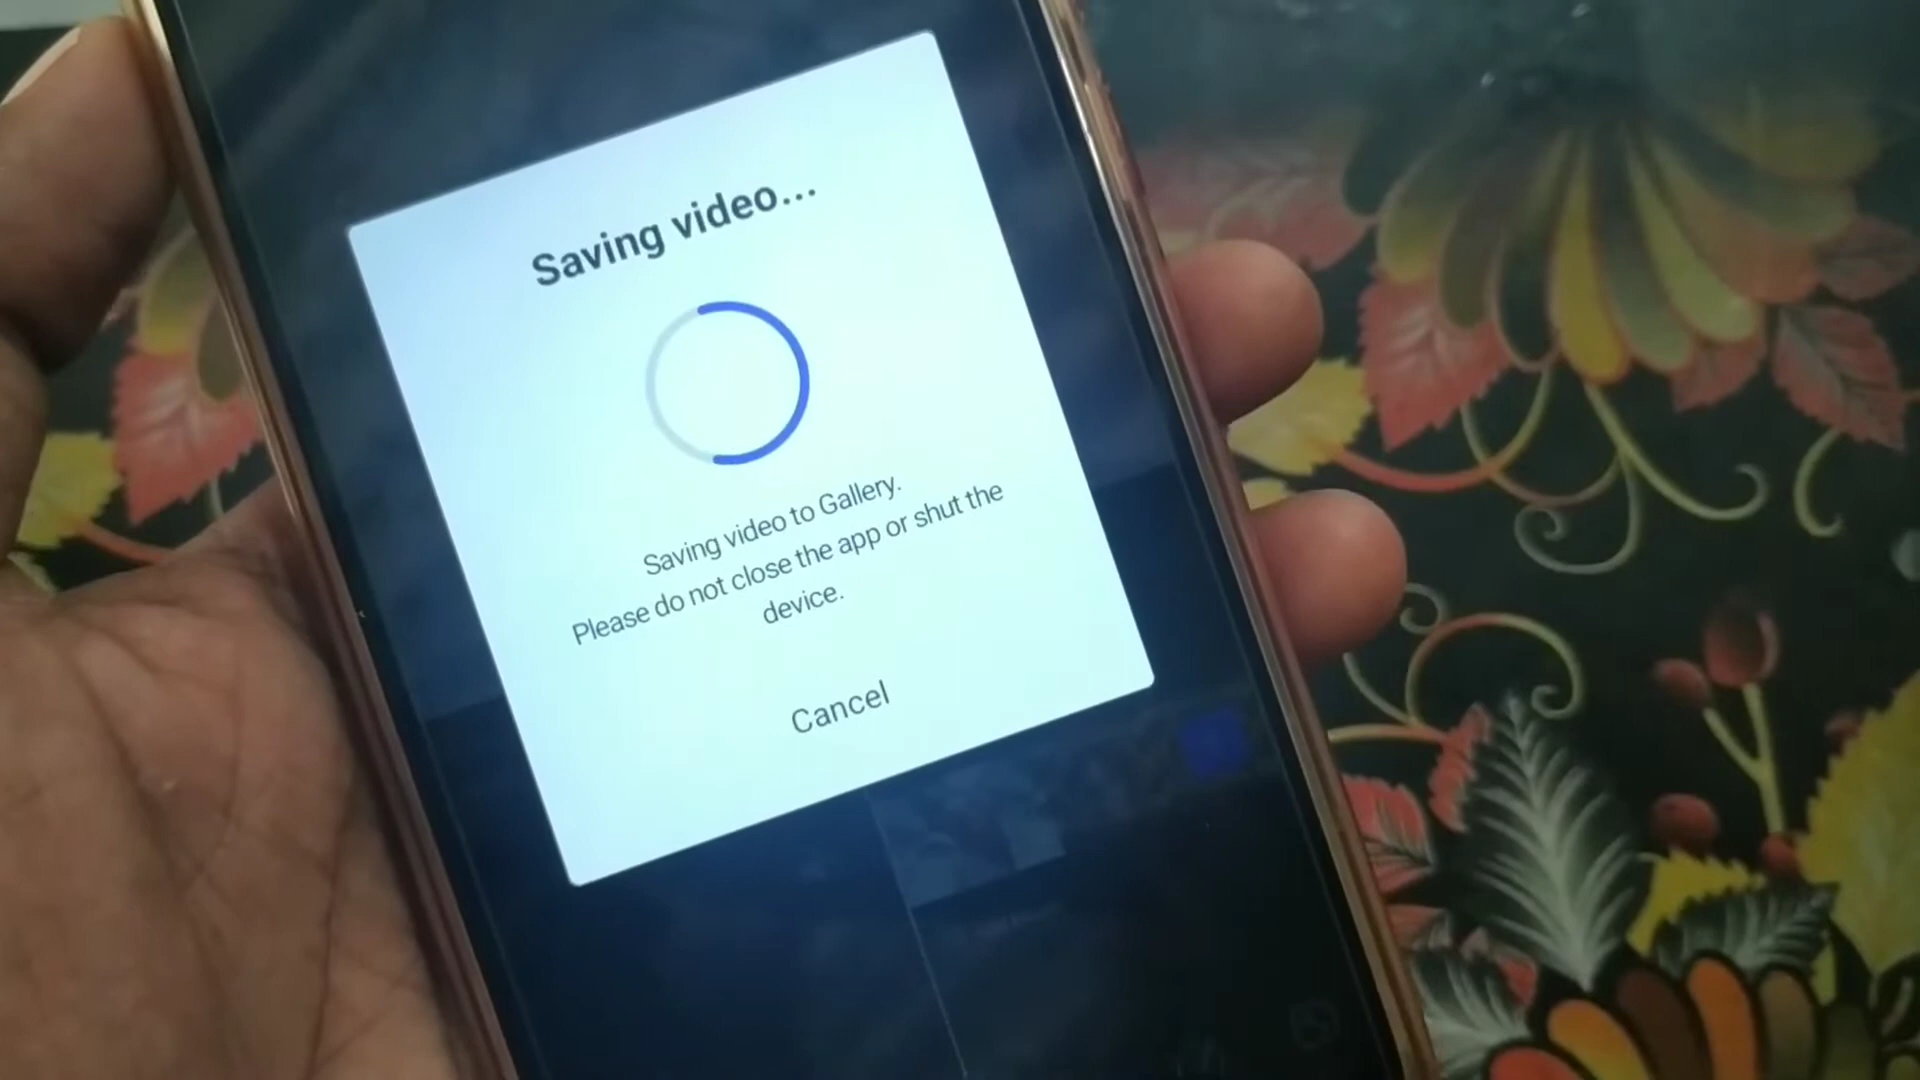 Saving video...
Saving video to Gallery.
Please do not close the app or shut the
device.
Cancel